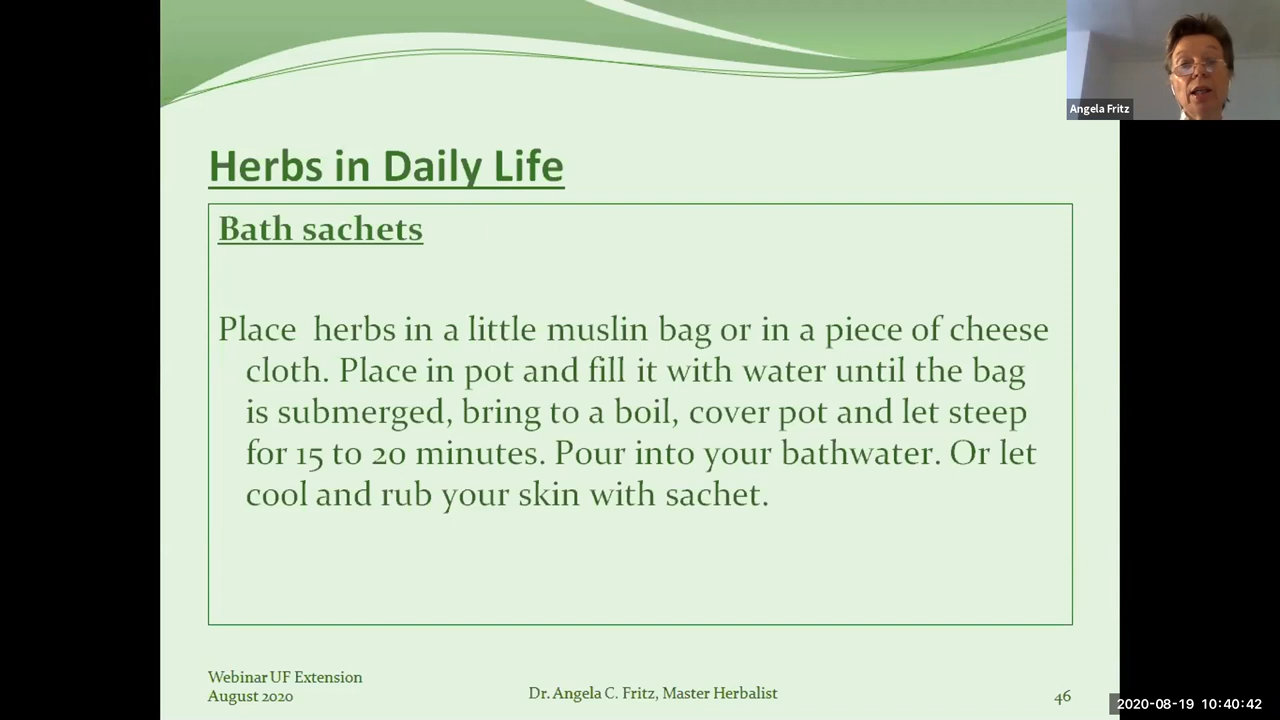 Angela Fritz
Herbs in Daily Life
Bath sachets
Place herbs in a little muslin bag or in a piece of cheese
cloth. Place in pot and fill it with water until the bag
is submerged, bring to a boil, cover pot and let steep
for 15 to 20 minutes. Pour into your bathwater. Or let
cool and rub your skin with sachet.
Webinar UF Extension
August 2020
Dr. Angela C. Fritz, Master Herbalist
46
2020-08-19 10:40:42